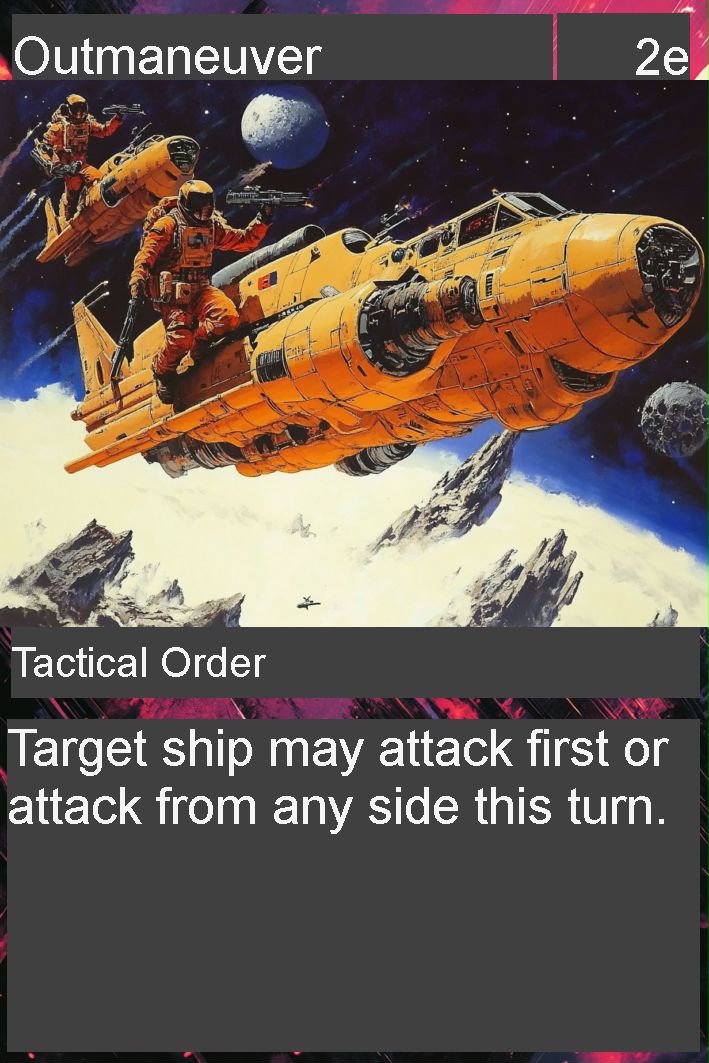 Outmaneuver
2e
Tactical Order
Target ship may attack first or
attack from any side this turn.